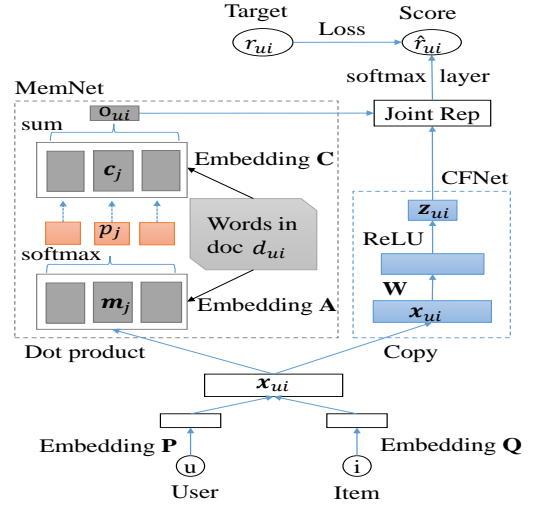 Target
Score
r_ui
Loss
r̂_ui
softmax layer
MemNet
o_ui
Joint Rep
sum
c_j
Embedding C
CFNet
p_j
Words in
doc d_ui
z_ui
softmax
ReLU
m_j
Embedding A
W
x_ui
Dot product
Copy
x_ui
Embedding P
Embedding Q
u
i
User
Item